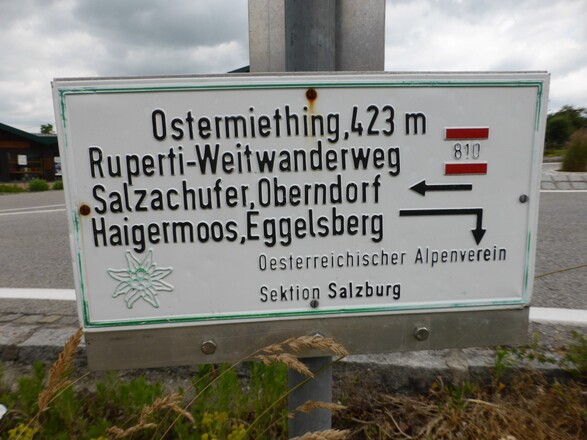 Ostermiething,423 m
Ruperti-Weitwanderweg
810
Salzachufer,Oberndorf
Haigermoos,Eggelsberg
Oesterreichischer Alpenverein
Sektion Salzburg